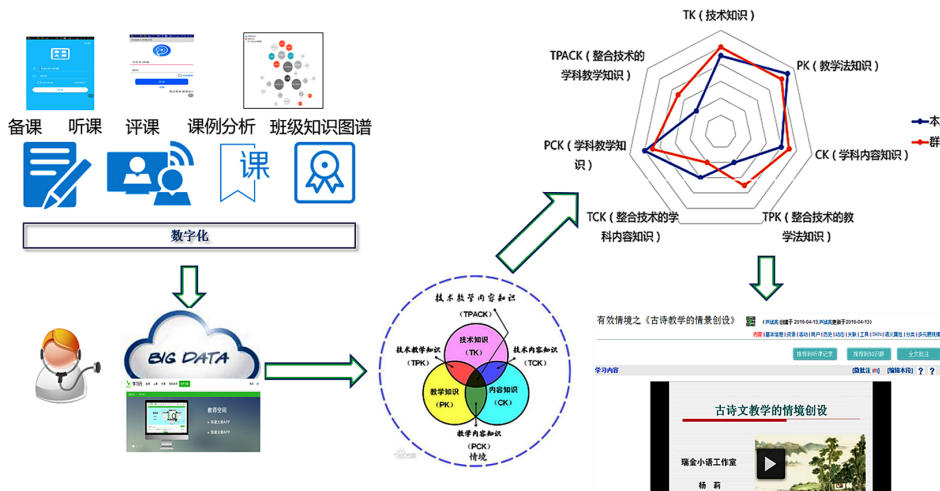 备课 听课 评课 课例分析 班级知识图谱
课
数字化
BIG DATA
教师空间
技术教学内容知识
(TPACK)
技术知识
(TK)
技术教学知识
(TPK)
技术内容知识
(TCK)
教学知识
(PK)
内容知识
(CK)
教学内容知识
(PCK)
情境
TK（技术知识）
TPACK（整合技术的
学科教学知识）
PK（教学法知识）
本
群
PCK（学科教学知
识）
CK（学科内容知识）
TCK（整合技术的学
科内容知识）
TPK（整合技术的教
学法知识）
有效情境之《古诗教学的情景创设》
学习内容
古诗文教学的情境创设
瑞金小语工作室
杨 莉